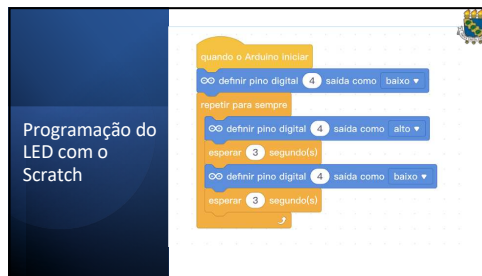 Programação do
LED com o
Scratch
quando o Arduino iniciar
definir pino digital 4 saída como baixo
repetir para sempre
definir pino digital 4 saída como alto
esperar 3 segundo(s)
definir pino digital 4 saída como baixo
esperar 3 segundo(s)